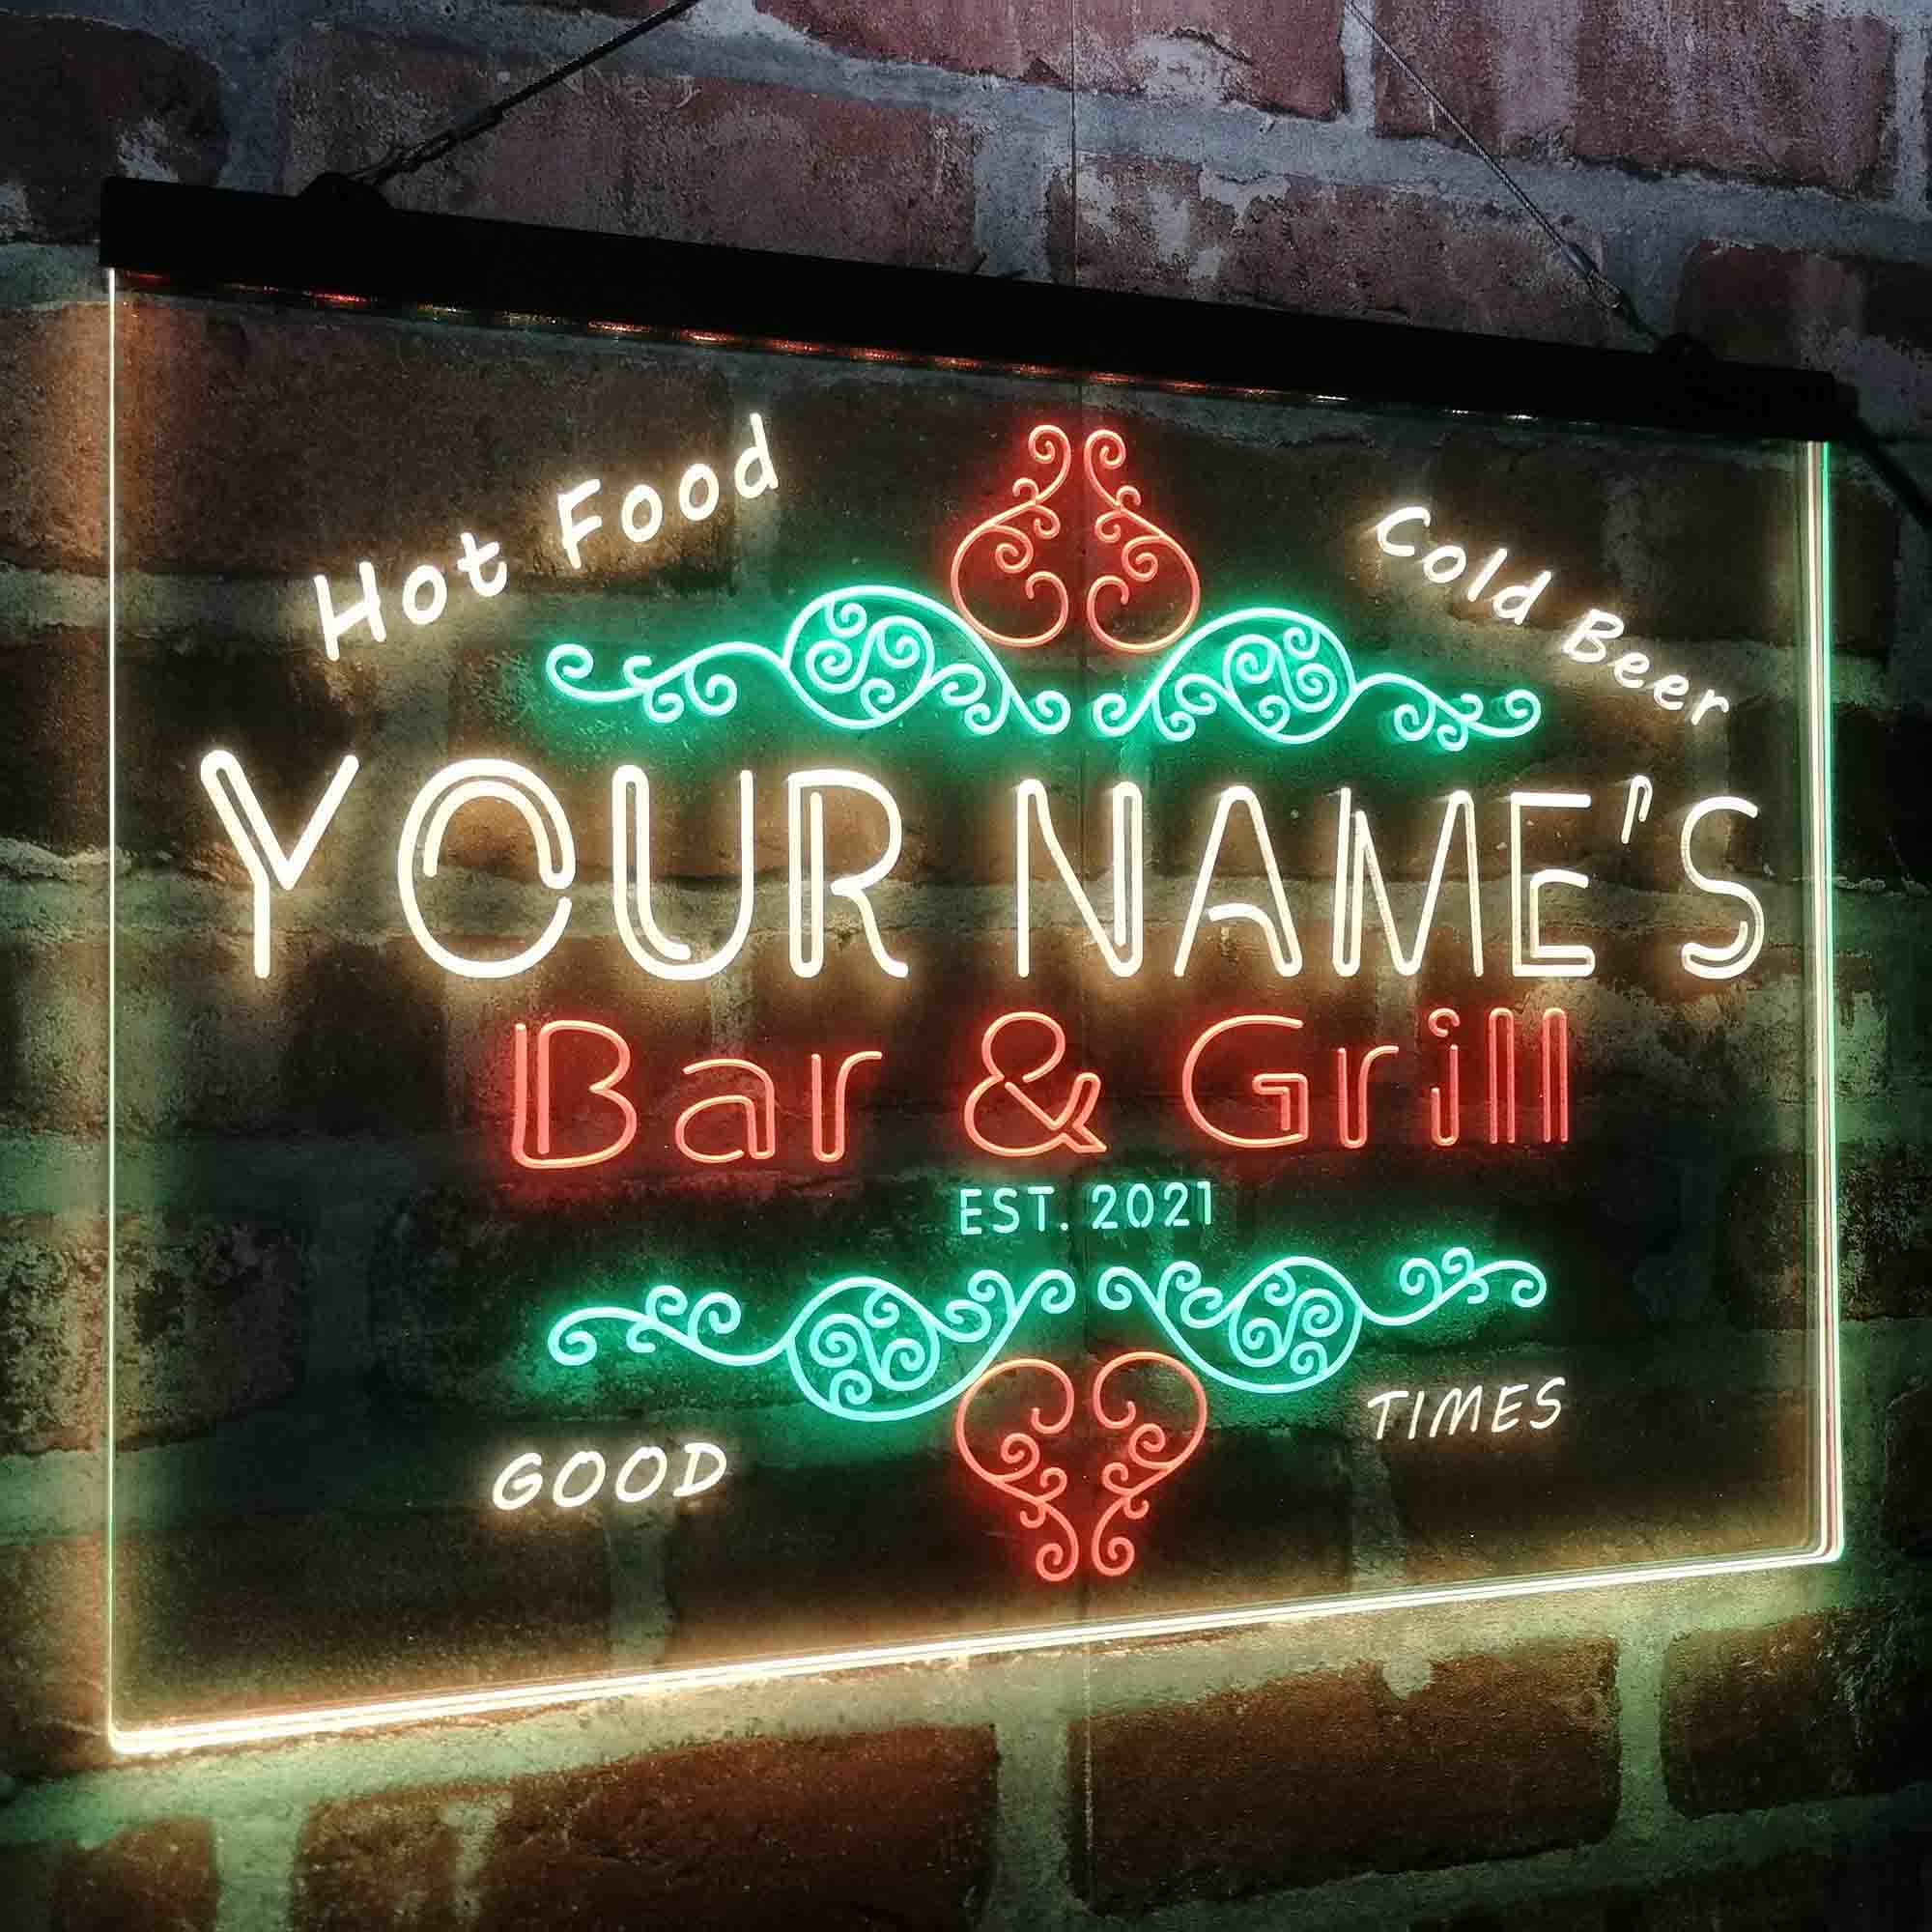 Hot Food
Cold Beer
YOUR NAME'S
Bar & Grill
EST. 2021
GOOD
TIMES